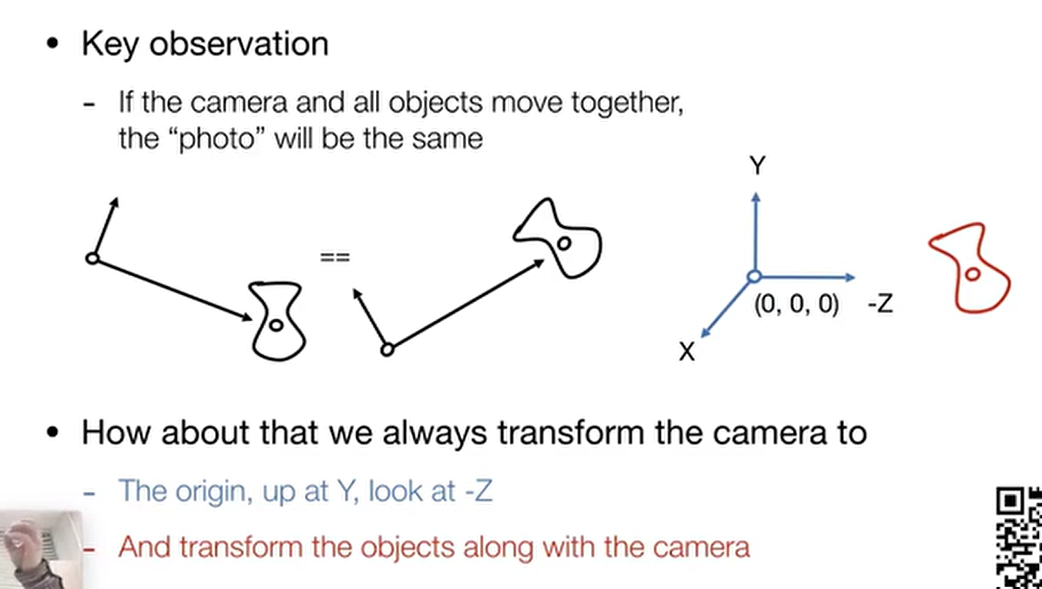 • Key observation
- If the camera and all objects move together,
the “photo” will be the same
==
Y
(0, 0, 0) -Z
X
• How about that we always transform the camera to
- The origin, up at Y, look at -Z
- And transform the objects along with the camera